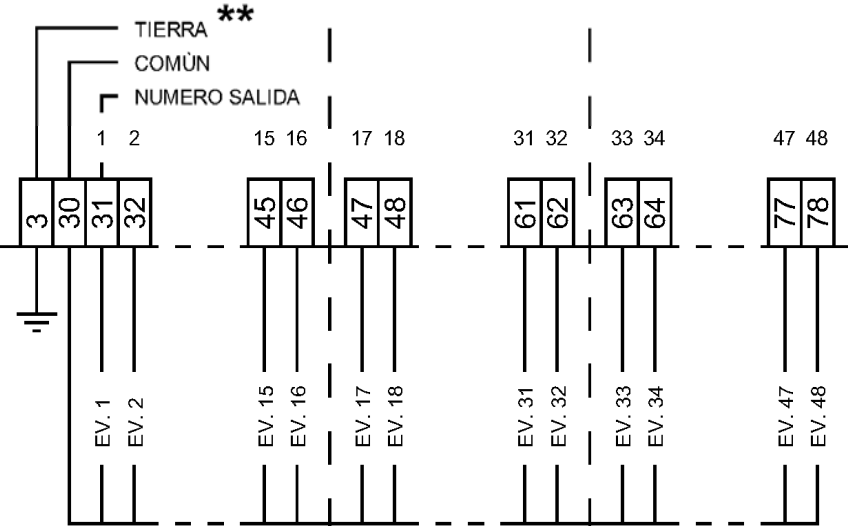 TIERRA **
COMÙN
NUMERO SALIDA
1 2 15 16 17 18 31 32 33 34 47 48
3 30 31 32 45 46 47 48 61 62 63 64 77 78
EV. 1 EV. 2 EV. 15 EV. 16 EV. 17 EV. 18 EV. 31 EV. 32 EV. 33 EV. 34 EV. 47 EV. 48